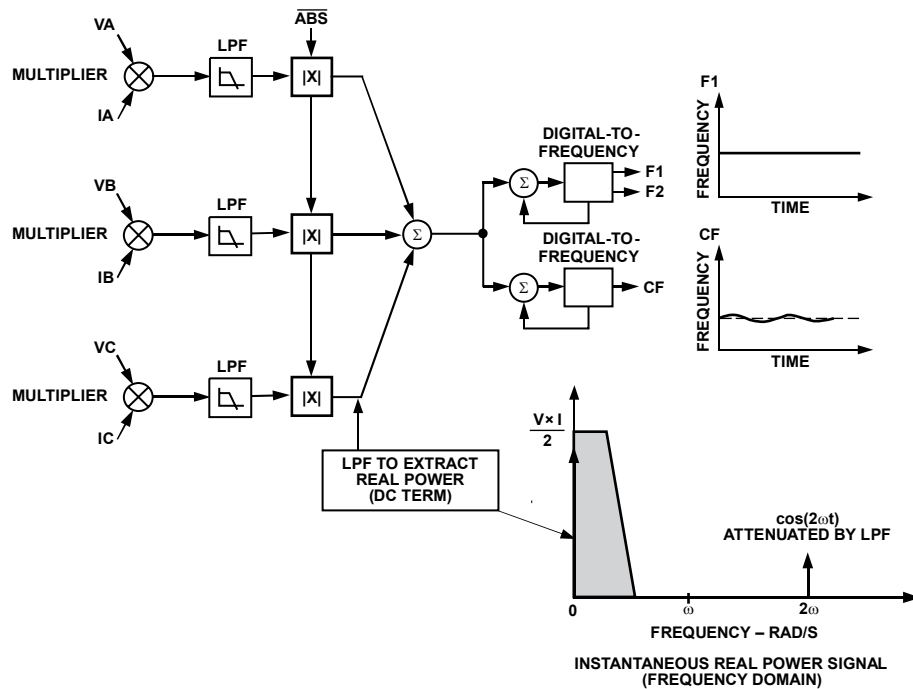 VA
ABS
LPF
MULTIPLIER
|X|
IA
VB
LPF
MULTIPLIER
|X|
IB
VC
LPF
MULTIPLIER
|X|
IC
Σ
DIGITAL-TO-
FREQUENCY
Σ
F1
F2
DIGITAL-TO-
FREQUENCY
Σ
CF
F1
FREQUENCY
TIME
CF
FREQUENCY
TIME
LPF TO EXTRACT
REAL POWER
(DC TERM)
V × I
2
cos(2ωt)
ATTENUATED BY LPF
0
ω
2ω
FREQUENCY – RAD/S
INSTANTANEOUS REAL POWER SIGNAL
(FREQUENCY DOMAIN)